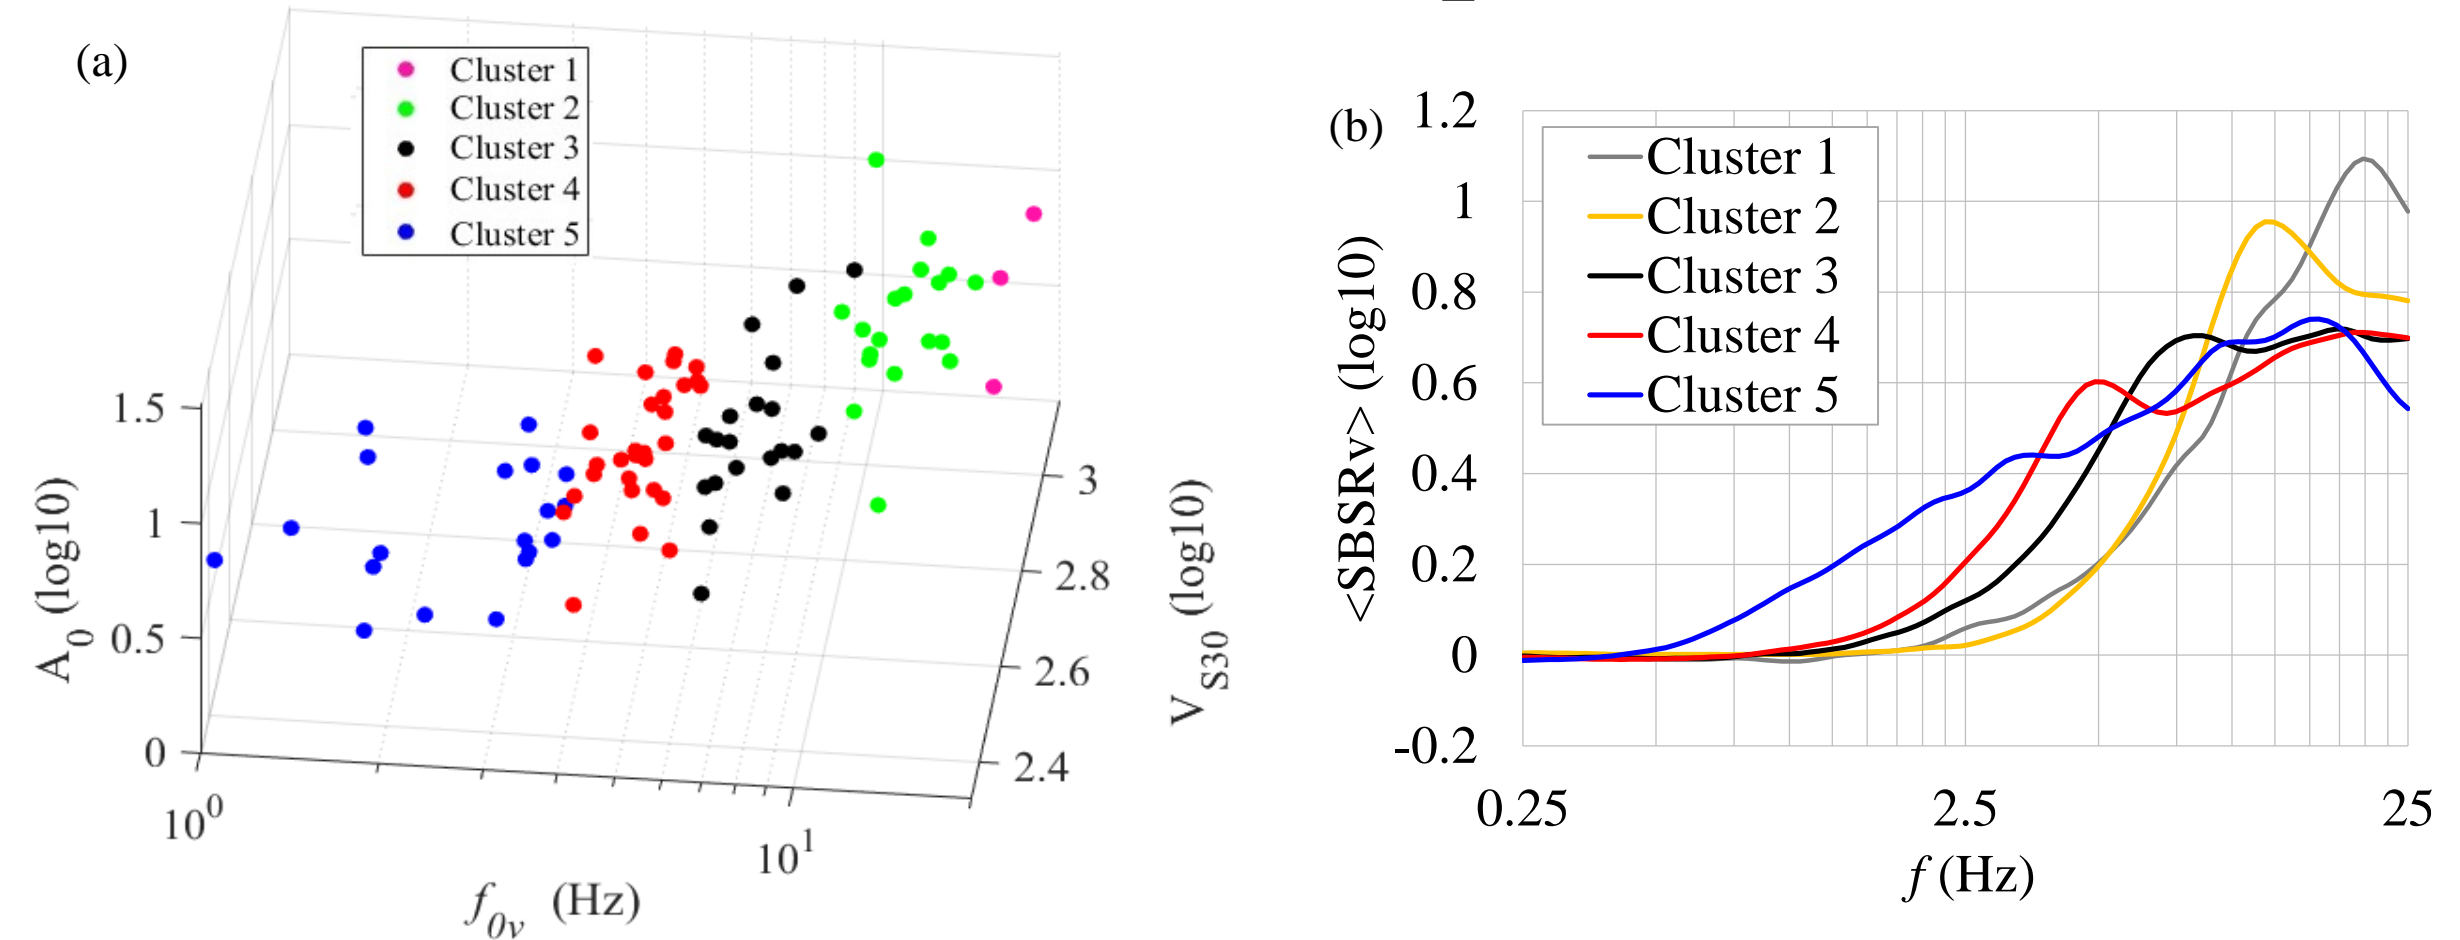 (a)
Cluster 1
Cluster 2
Cluster 3
Cluster 4
Cluster 5
A0 (log10)
1.5
1
0.5
0
10^0
10^1
f0v (Hz)
3
2.8
2.6
2.4
VS30 (log10)
(b)
Cluster 1
Cluster 2
Cluster 3
Cluster 4
Cluster 5
<SBSRv> (log10)
1.2
1
0.8
0.6
0.4
0.2
0
-0.2
0.25
2.5
25
f (Hz)